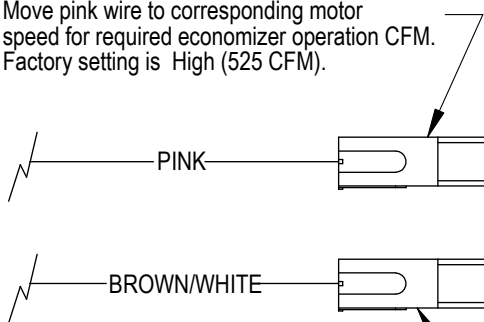 Move pink wire to corresponding motor
speed for required economizer operation CFM.
Factory setting is High (525 CFM).
PINK
BROWN/WHITE